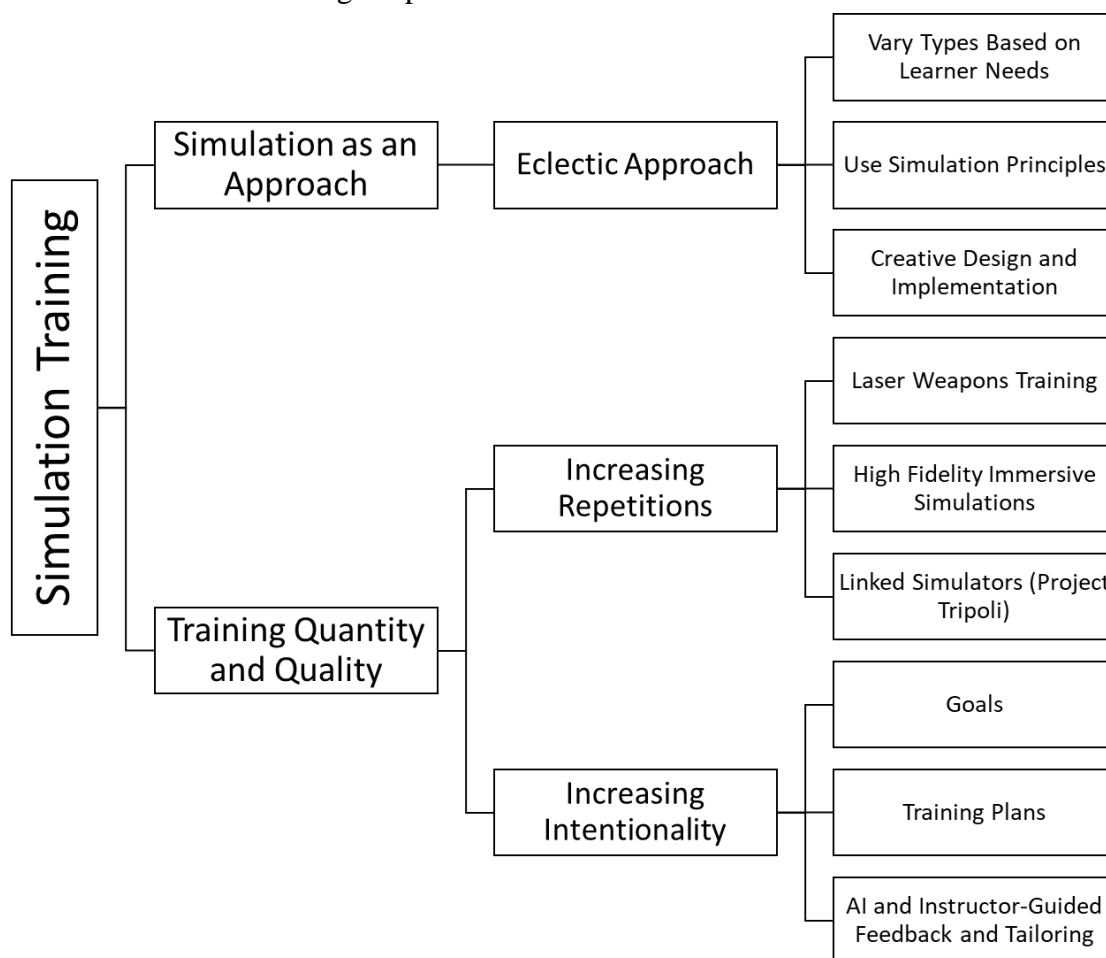 Vary Types Based on
Learner Needs
Simulation as an
Approach
Eclectic Approach
Use Simulation Principles
Creative Design and
Implementation
Simulation Training
Laser Weapons Training
Increasing
Repetitions
High Fidelity Immersive
Simulations
Linked Simulators (Project
Tripoli)
Training Quantity
and Quality
Goals
Increasing
Intentionality
Training Plans
AI and Instructor-Guided
Feedback and Tailoring